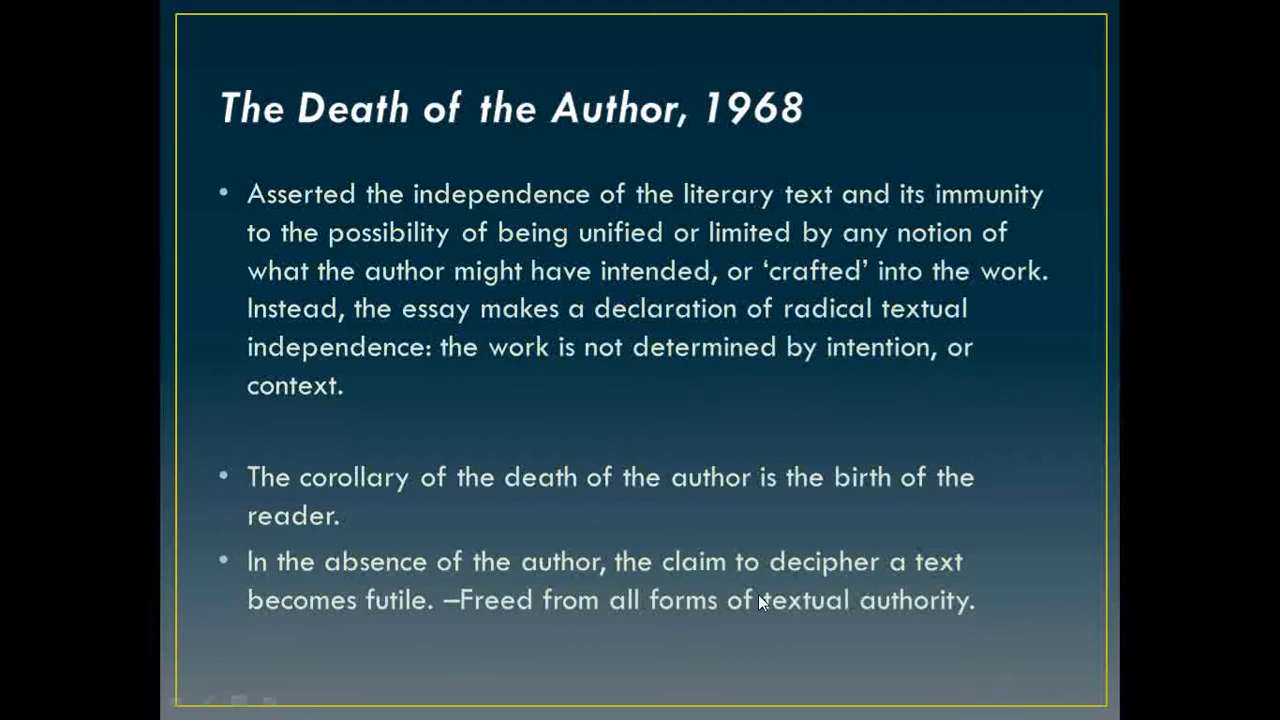 The Death of the Author, 1968
• Asserted the independence of the literary text and its immunity
to the possibility of being unified or limited by any notion of
what the author might have intended, or ‘crafted’ into the work.
Instead, the essay makes a declaration of radical textual
independence: the work is not determined by intention, or
context.
• The corollary of the death of the author is the birth of the
reader.
• In the absence of the author, the claim to decipher a text
becomes futile. –Freed from all forms of textual authority.